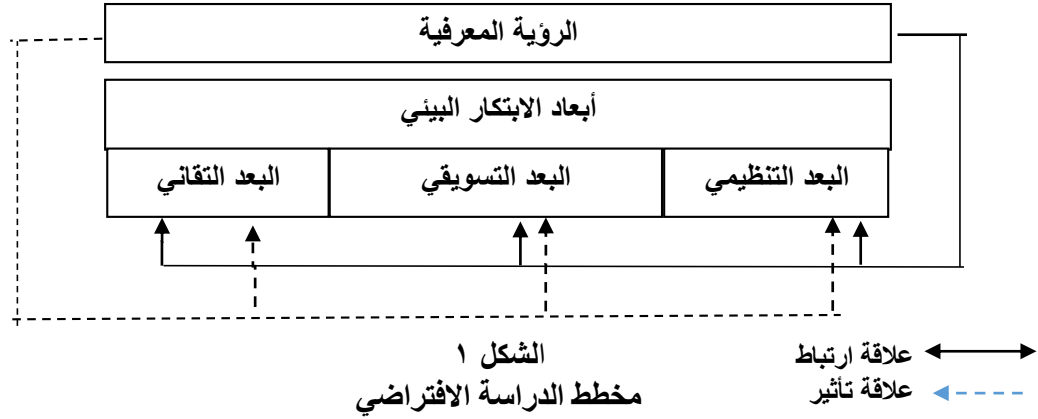 الرؤية المعرفية
أبعاد الابتكار البيئي
البعد التنظيمي
البعد التسويقي
البعد التقاني
علاقة ارتباط
علاقة تأثير
الشكل ١
مخطط الدراسة الافتراضي